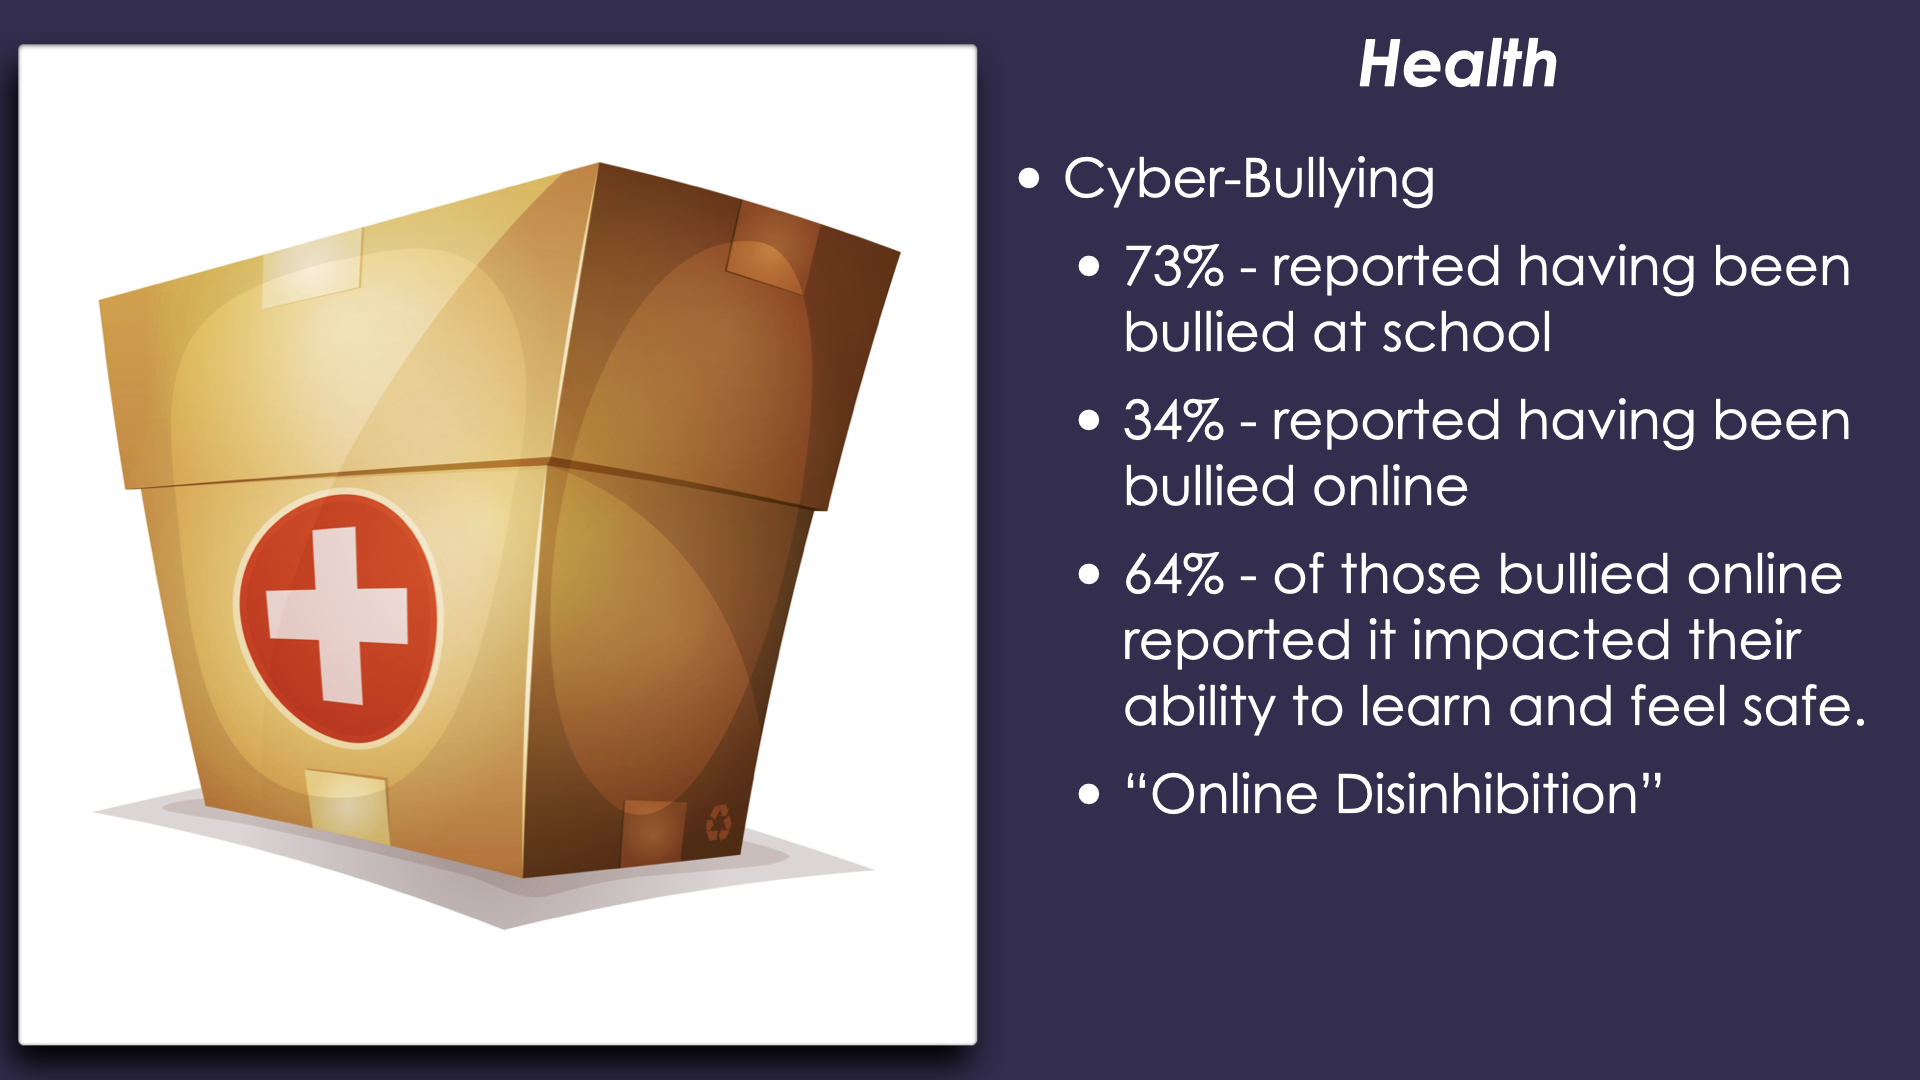 Health
• Cyber-Bullying
• 73% - reported having been
bullied at school
• 34% - reported having been
bullied online
• 64% - of those bullied online
reported it impacted their
ability to learn and feel safe.
• “Online Disinhibition”